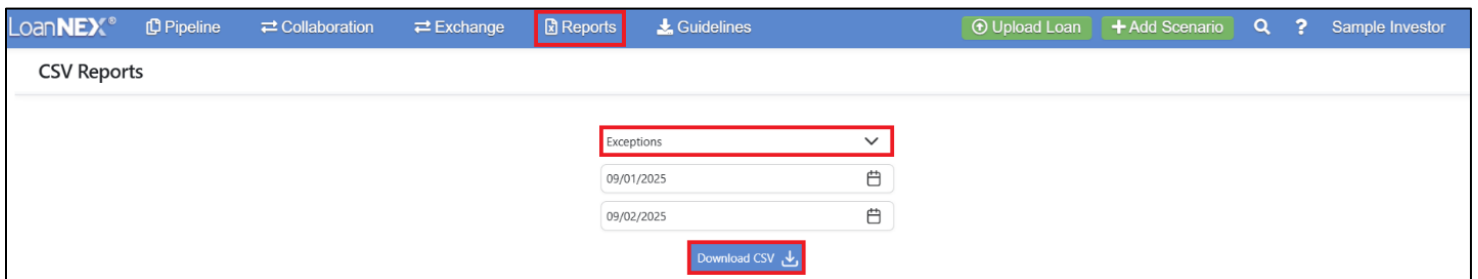 LoanNEX® Pipeline Collaboration Exchange Reports Guidelines Upload Loan Add Scenario ? Sample Investor
CSV Reports
Exceptions
09/01/2025
09/02/2025
Download CSV